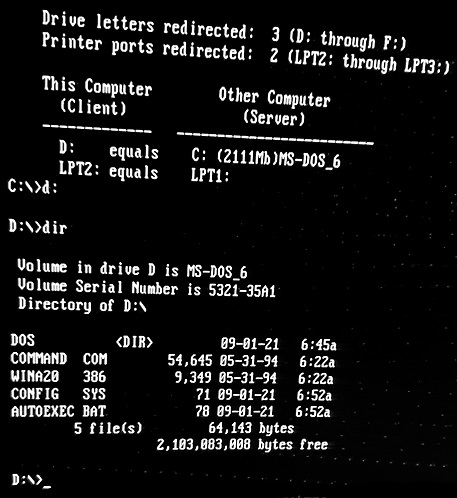 Drive letters redirected: 3 (D: through F:)
Printer ports redirected: 2 (LPT2: through LPT3:)
This Computer Other Computer
(Client) (Server)
-------------- -------------------------
D: equals C: (2111Mb)MS-DOS_6
LPT2: equals LPT1:
C:\>d:
D:\>dir
Volume in drive D is MS-DOS_6
Volume Serial Number is 5321-35A1
Directory of D:\
DOS <DIR> 09-01-21 6:45a
COMMAND COM 54,645 05-31-94 6:22a
WINA20 386 9,349 05-31-94 6:22a
CONFIG SYS 71 09-01-21 6:52a
AUTOEXEC BAT 78 09-01-21 6:52a
5 file(s) 64,143 bytes
2,103,083,008 bytes free
D:\>_